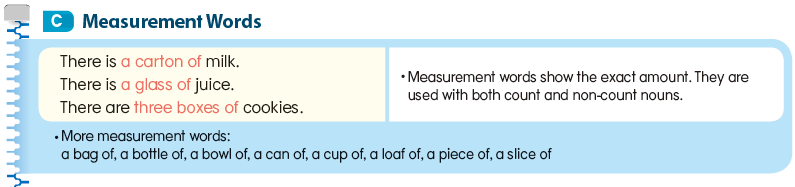 C Measurement Words
There is a carton of milk.
There is a glass of juice.
There are three boxes of cookies.
• Measurement words show the exact amount. They are
used with both count and non-count nouns.
• More measurement words:
a bag of, a bottle of, a bowl of, a can of, a cup of, a loaf of, a piece of, a slice of